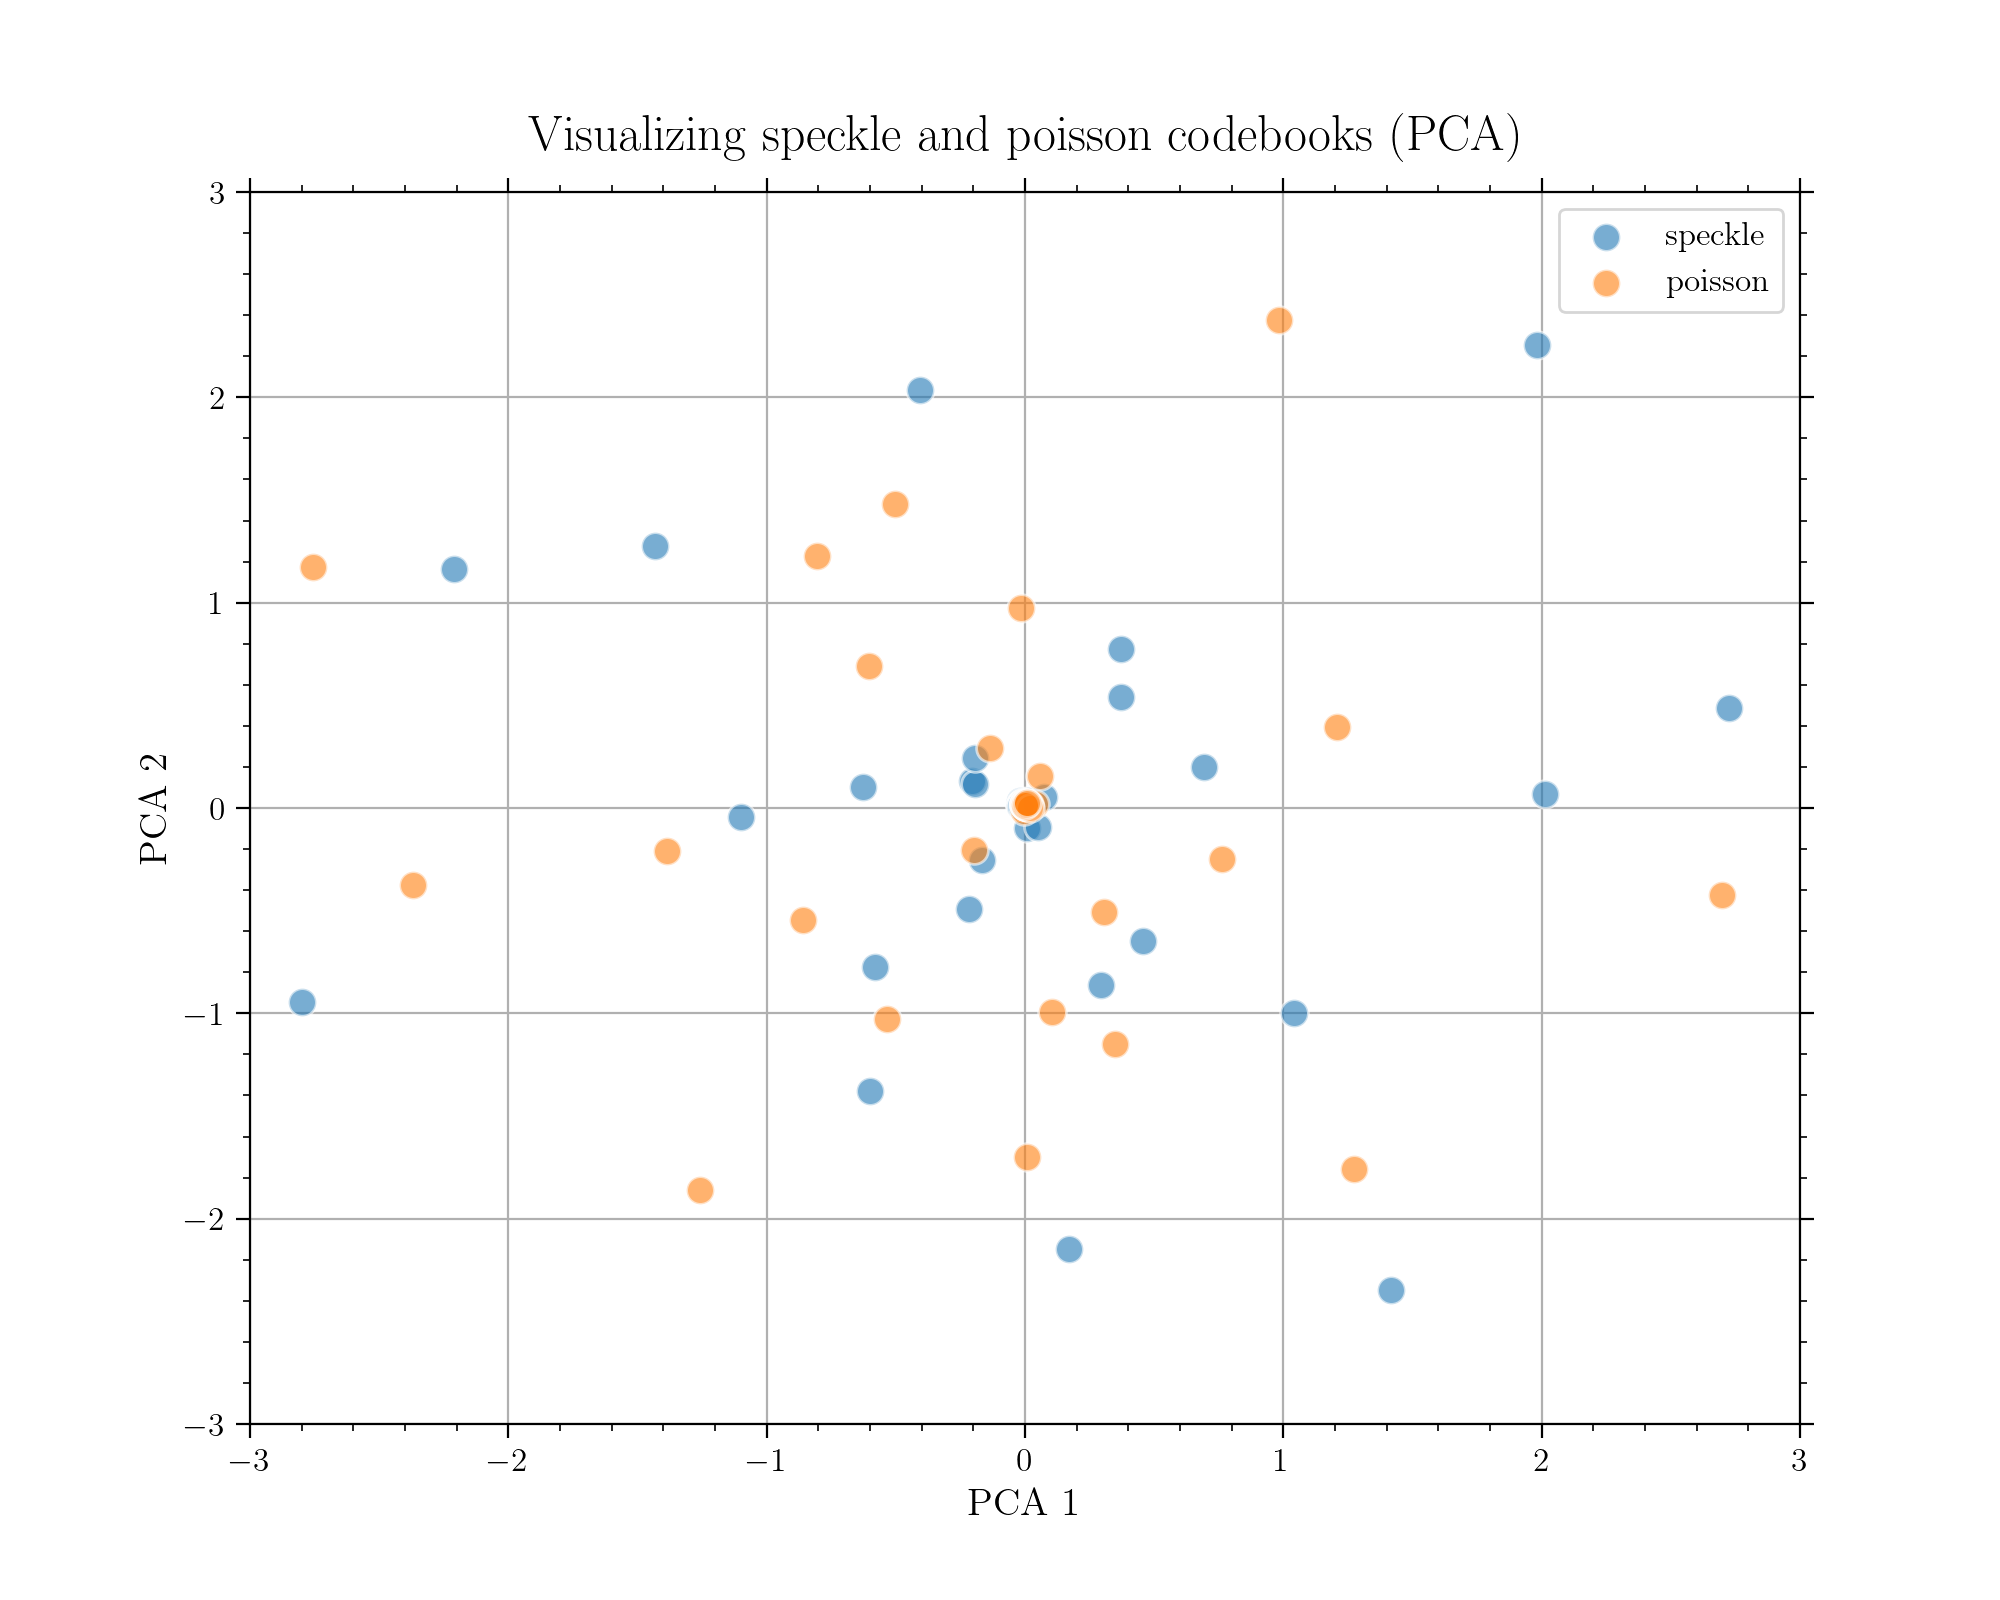 Visualizing speckle and poisson codebooks (PCA)
speckle
poisson
3
2
1
0
−1
−2
−3
PCA 2
−3
−2
−1
0
1
2
3
PCA 1